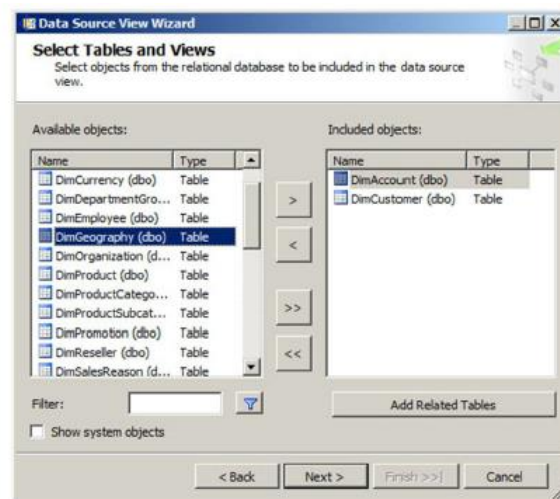 Data Source View Wizard
Select Tables and Views
Select objects from the relational database to be included in the data source
view.
Available objects:
Name Type
DimCurrency (dbo) Table
DimDepartmentGro... Table
DimEmployee (dbo) Table
DimGeography (dbo) Table
DimOrganization (d... Table
DimProduct (dbo) Table
DimProductCatego... Table
DimProductSubcat... Table
DimPromotion (dbo) Table
DimReseller (dbo) Table
DimSalesReason (d... Table
>
<
>>
<<
Included objects:
Name Type
DimAccount (dbo) Table
DimCustomer (dbo) Table
Filter:
Add Related Tables
Show system objects
< Back Next > Finish >>| Cancel